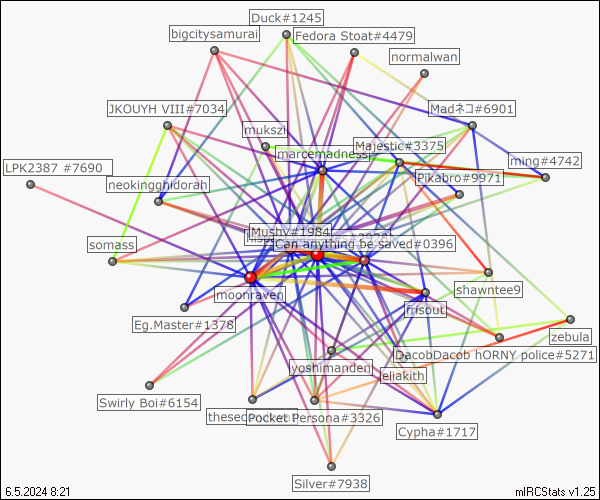 Duck#1245
bigcitysamurai
Fedora Stoat#4479
normalwan
JKOUYH VIII#7034
Madネコ#6901
mukszi
Majestic#3375
marcemadness
ming#4742
LPK2387 #7690
Pikabro#9971
neokingghidorah
Mushy#1984
Can anything be saved#0396
somass
shawntee9
moonraven
frisout
Eg.Master#1378
zebula
DacobDacob hORNY police#5271
yoshimanden
eliakith
Swirly Boi#6154
Pocket Persona#3326
Cypha#1717
Silver#7938
6.5.2024 8:21
mIRCStats v1.25